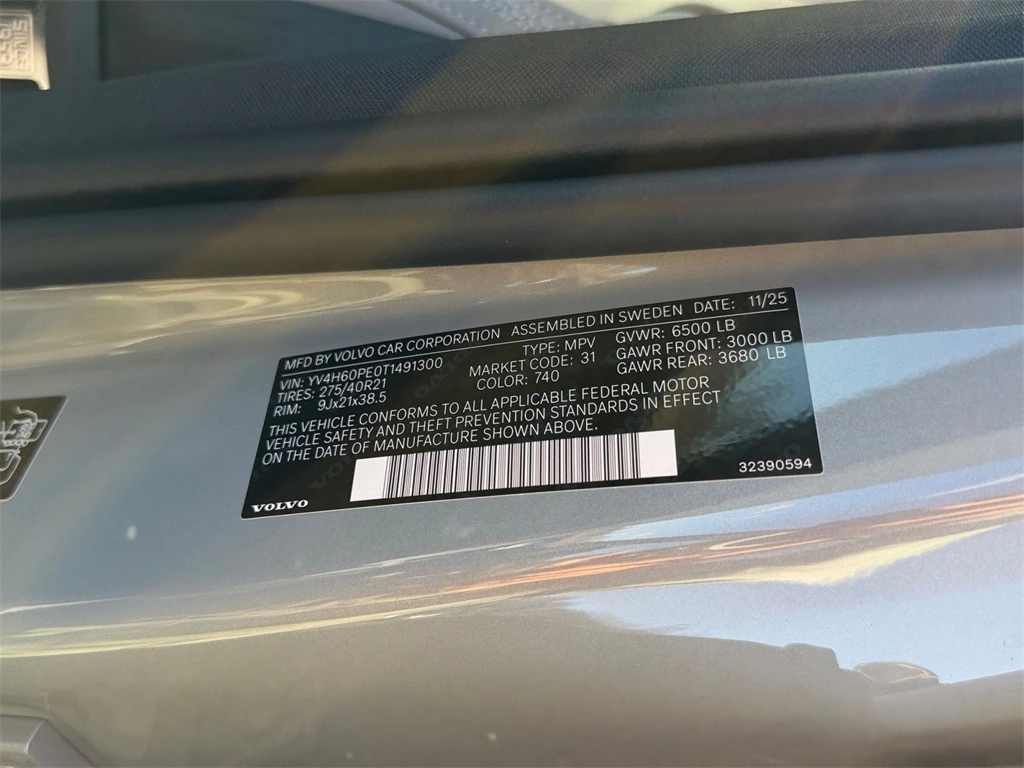 MFD BY VOLVO CAR CORPORATION ASSEMBLED IN SWEDEN DATE: 11/25
VIN: YV4H60PE0T1491300 TYPE: MPV GVWR: 6500 LB
TIRES: 275/40R21 MARKET CODE: 31 GAWR FRONT: 3000 LB
RIM: 9Jx21x38.5 COLOR: 740 GAWR REAR: 3680 LB
THIS VEHICLE CONFORMS TO ALL APPLICABLE FEDERAL MOTOR
VEHICLE SAFETY AND THEFT PREVENTION STANDARDS IN EFFECT
ON THE DATE OF MANUFACTURE SHOWN ABOVE.
VOLVO 32390594